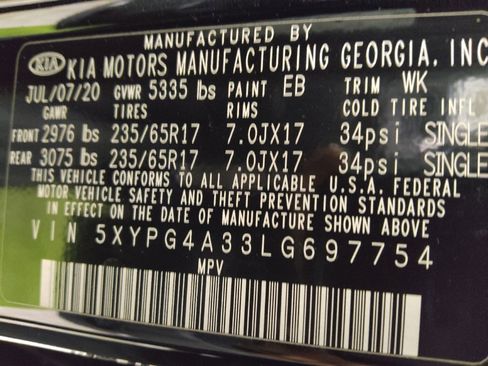 MANUFACTURED BY
KIA KIA MOTORS MANUFACTURING GEORGIA, INC
JUL/07/20 GVWR 5335 lbs PAINT EB TRIM WK
GAWR TIRES RIMS COLD TIRE INFL
FRONT 2976 lbs 235/65R17 7.0JX17 34psi SINGLE
REAR 3075 lbs 235/65R17 7.0JX17 34psi SINGLE
THIS VEHICLE CONFORMS TO ALL APPLICABLE U.S.A. FEDERAL
MOTOR VEHICLE SAFETY AND THEFT PREVENTION STANDARDS
IN EFFECT ON THE DATE OF MANUFACTURE SHOWN ABOVE
VIN 5XYPG4A33LG697754
MPV